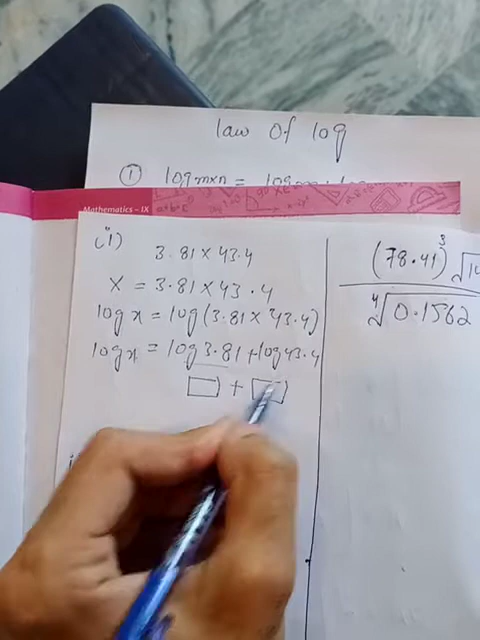 law of log
① log m×n = log m
Mathematics – IX
(i)
3.81 × 43.4
x = 3.81 × 43.4
log x = log (3.81 × 43.4)
log x = log 3.81 + log 43.4
+
(78.41)³ √14
⁴√0.1562